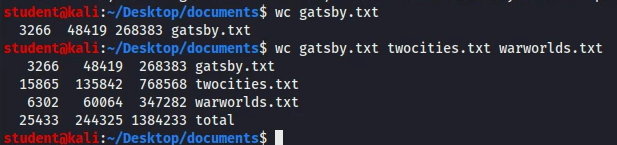 student@kali:~/Desktop/documents$ wc gatsby.txt
  3266  48419 268383 gatsby.txt
student@kali:~/Desktop/documents$ wc gatsby.txt twocities.txt warworlds.txt
   3266   48419  268383 gatsby.txt
  15865  135842  768568 twocities.txt
   6302   60064  347282 warworlds.txt
  25433  244325 1384233 total
student@kali:~/Desktop/documents$